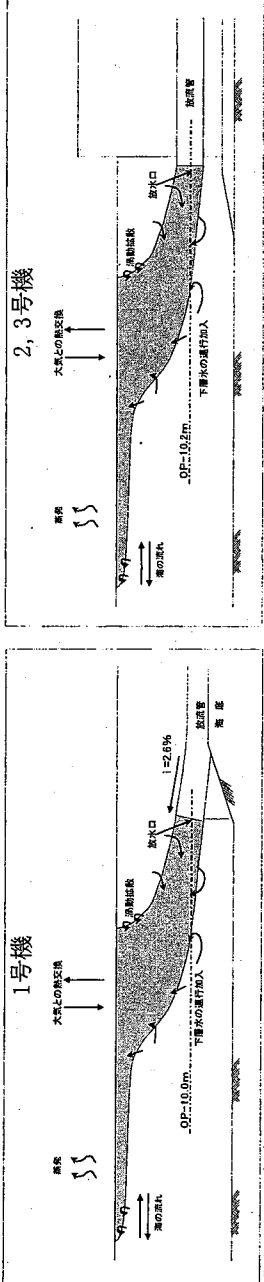 1号機
大気との熱交換
蒸発
渦動拡散
放水口
i=2.6%
放流管
海底
海の流れ
OP-10.0m
下層水の連行加入
2,3号機
大気との熱交換
蒸発
渦動拡散
放水口
放流管
海の流れ
OP-10.2m
下層水の連行加入